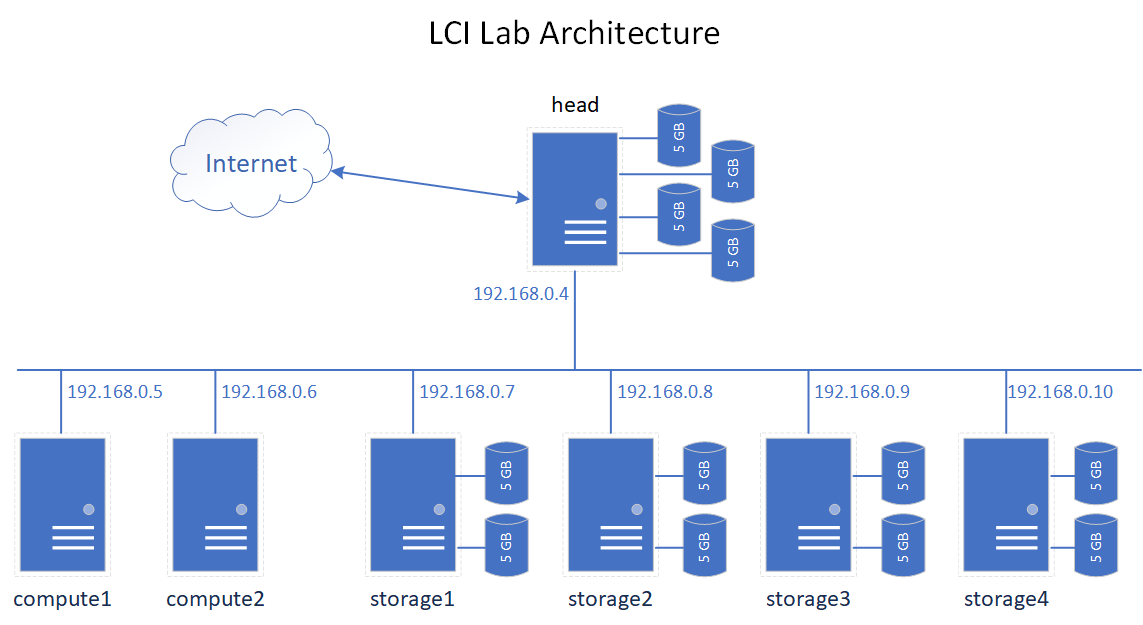 LCI Lab Architecture
head
5 GB
5 GB
Internet
5 GB
5 GB
192.168.0.4
192.168.0.5
192.168.0.6
192.168.0.7
192.168.0.8
192.168.0.9
192.168.0.10
5 GB
5 GB
5 GB
5 GB
5 GB
5 GB
5 GB
5 GB
compute1
compute2
storage1
storage2
storage3
storage4